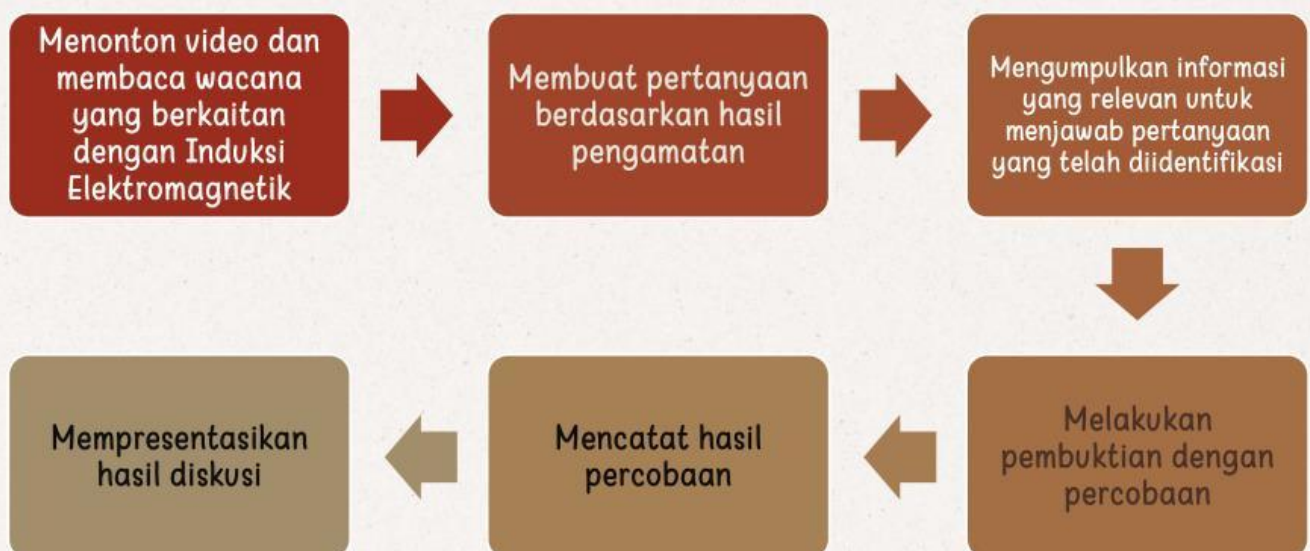 Menonton video dan
membaca wacana
yang berkaitan
dengan Induksi
Elektromagnetik
Membuat pertanyaan
berdasarkan hasil
pengamatan
Mengumpulkan informasi
yang relevan untuk
menjawab pertanyaan
yang telah diidentifikasi
Melakukan
pembuktian dengan
percobaan
Mencatat hasil
percobaan
Mempresentasikan
hasil diskusi